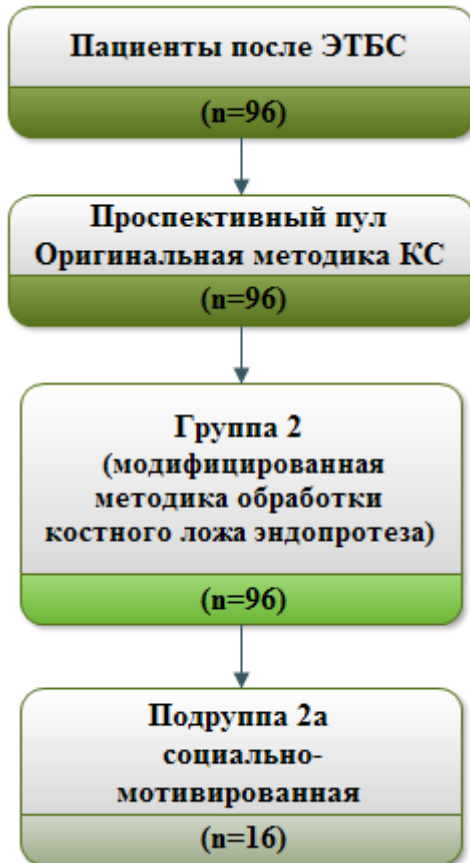 Пациенты после ЭТБС
(n=96)
Проспективный пул
Оригинальная методика КС
(n=96)
Группа 2
(модифицированная
методика обработки
костного ложа эндопротеза)
(n=96)
Подруппа 2а
социально-
мотивированная
(n=16)